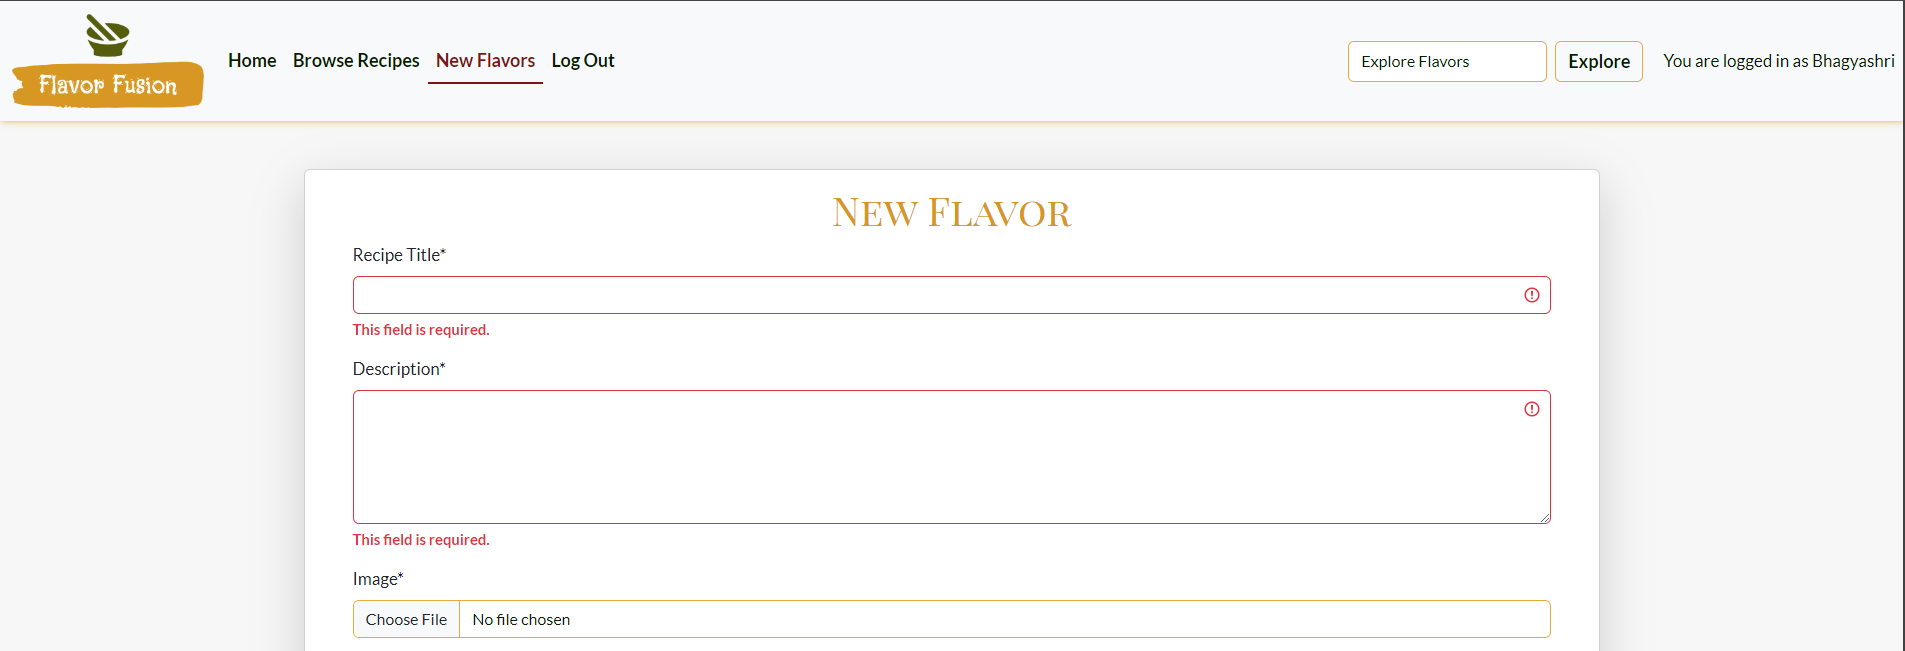 Flavor Fusion
Home Browse Recipes New Flavors Log Out
Explore Flavors Explore You are logged in as Bhagyashri
New Flavor
Recipe Title*
This field is required.
Description*
This field is required.
Image*
Choose File No file chosen